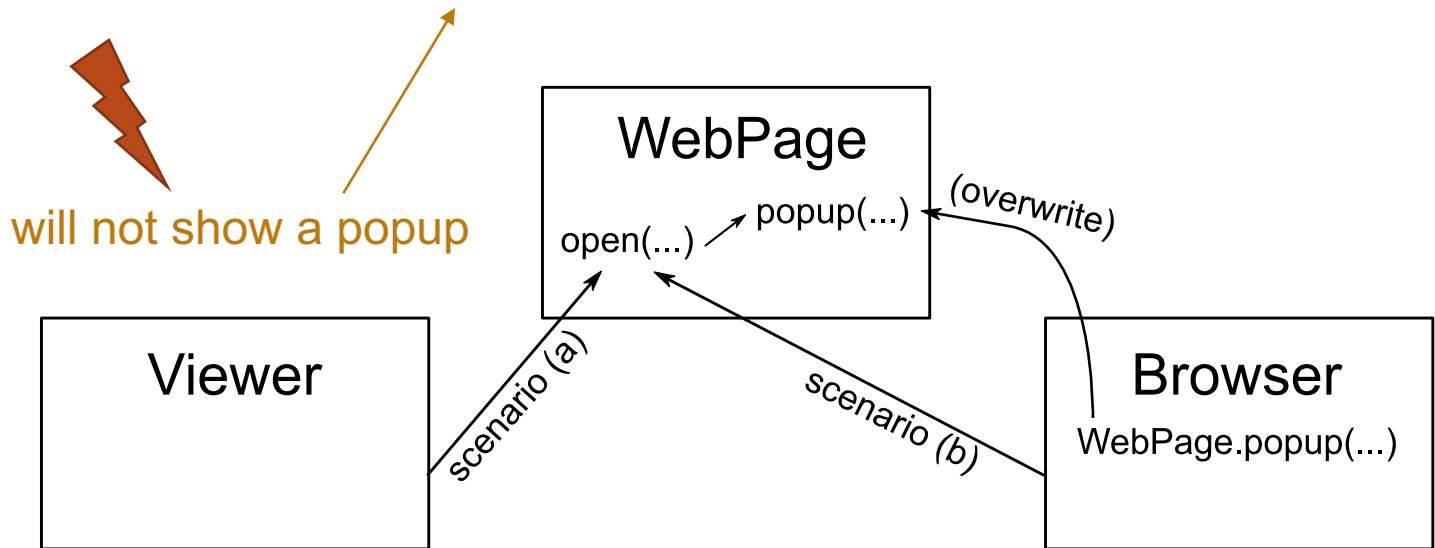 WebPage
(overwrite)
popup(...)
will not show a popup
open(...)
Viewer
scenario (a)
scenario (b)
Browser
WebPage.popup(...)